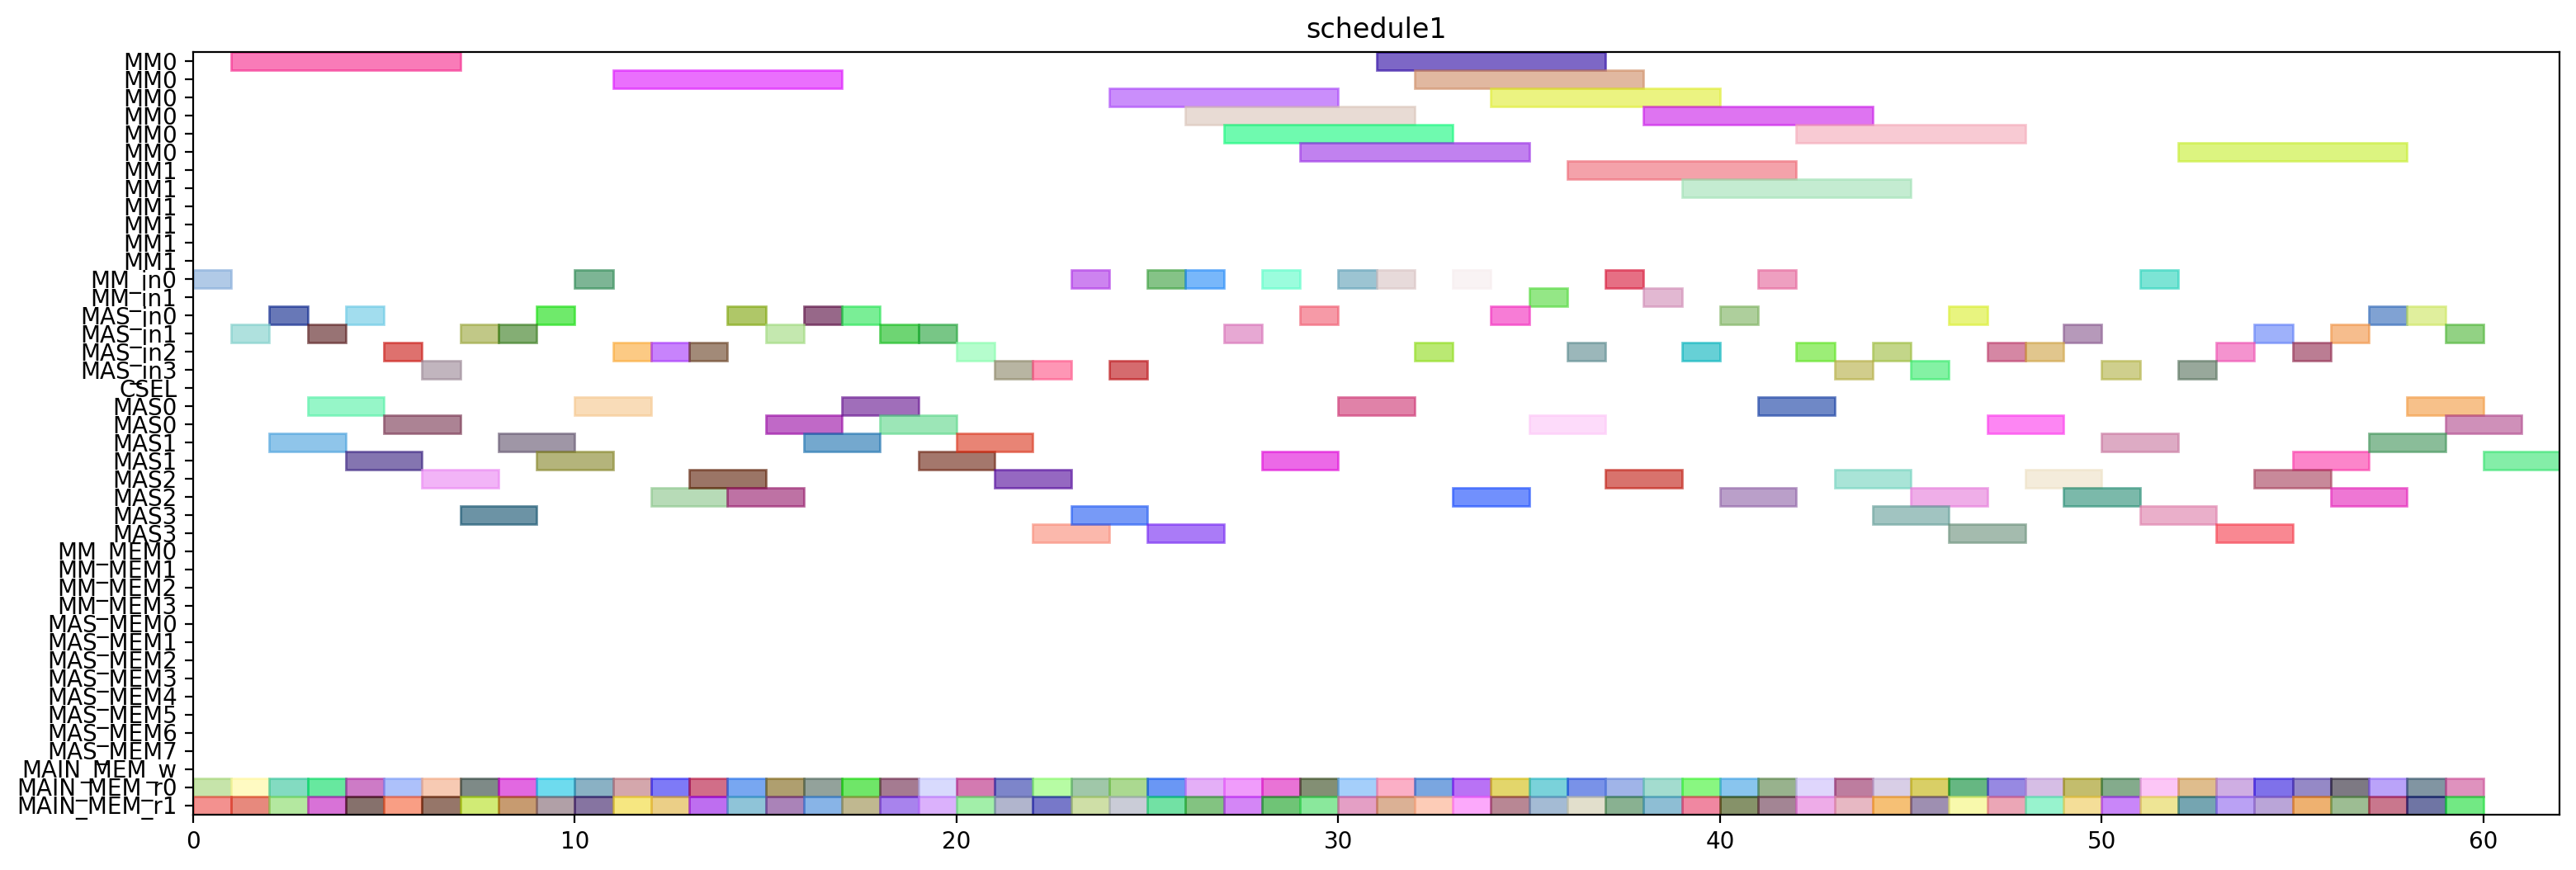 schedule1
MM0
MM0
MM0
MM0
MM0
MM0
MM1
MM1
MM1
MM1
MM1
MM1
MM_in0
MM_in1
MAS_in0
MAS_in1
MAS_in2
MAS_in3
CSEL
MAS0
MAS0
MAS1
MAS1
MAS2
MAS2
MAS3
MAS3
MM_MEM0
MM_MEM1
MM_MEM2
MM_MEM3
MAS_MEM0
MAS_MEM1
MAS_MEM2
MAS_MEM3
MAS_MEM4
MAS_MEM5
MAS_MEM6
MAS_MEM7
MAIN_MEM_w
MAIN_MEM_r0
MAIN_MEM_r1
0 10 20 30 40 50 60